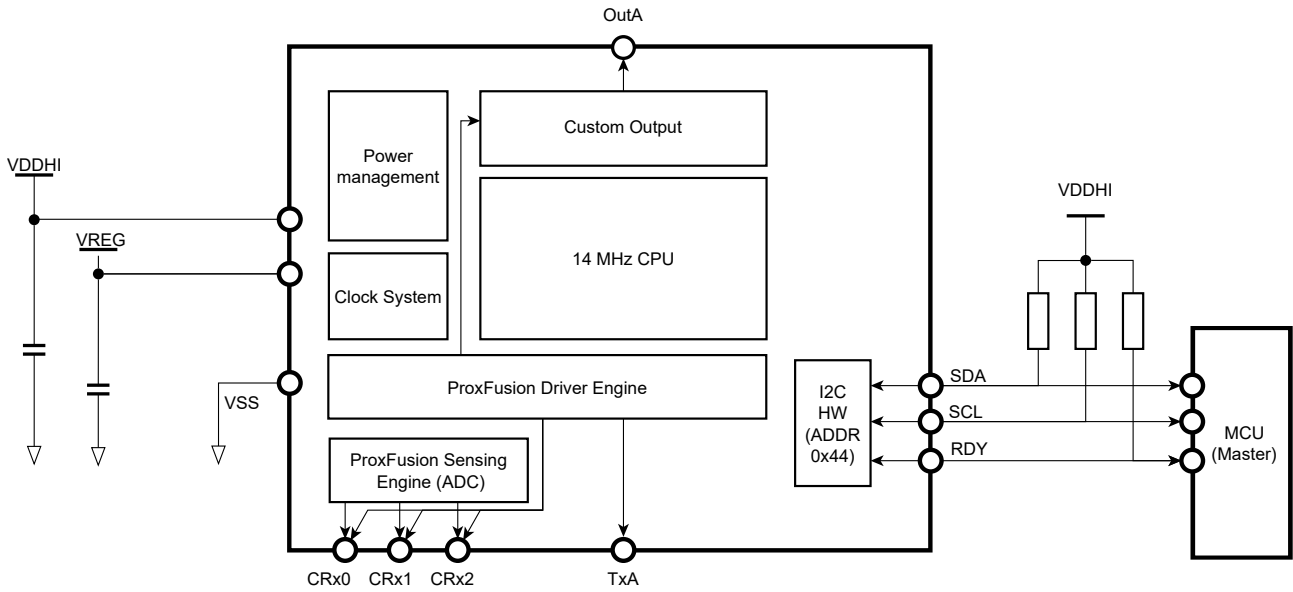 OutA
Power
management
Custom Output
VDDHI
VDDHI
VREG
14 MHz CPU
Clock System
ProxFusion Driver Engine
VSS
I2C
HW
(ADDR
0x44)
SDA
SCL
RDY
MCU
(Master)
ProxFusion Sensing
Engine (ADC)
CRx0
CRx1
CRx2
TxA